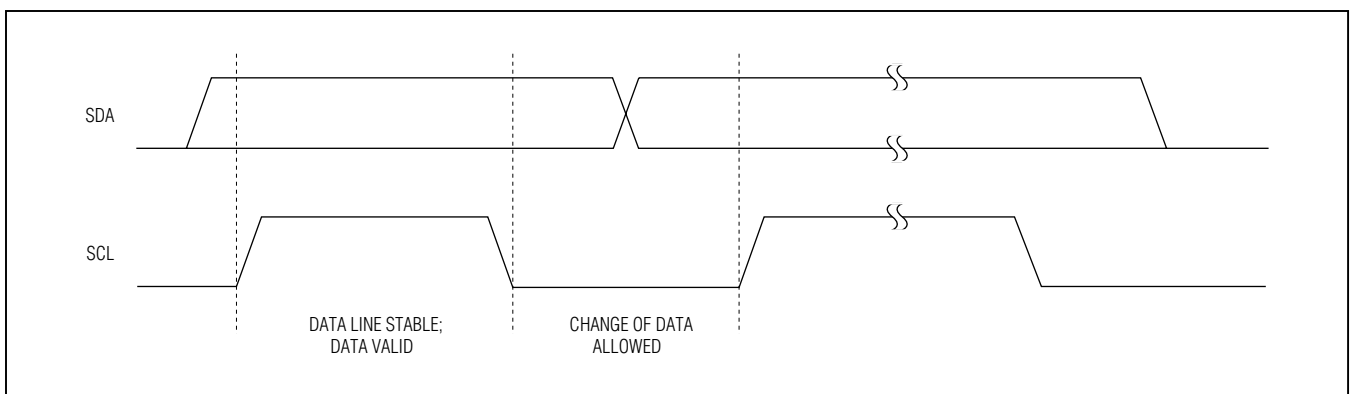 SDA
SCL
DATA LINE STABLE;
DATA VALID
CHANGE OF DATA
ALLOWED